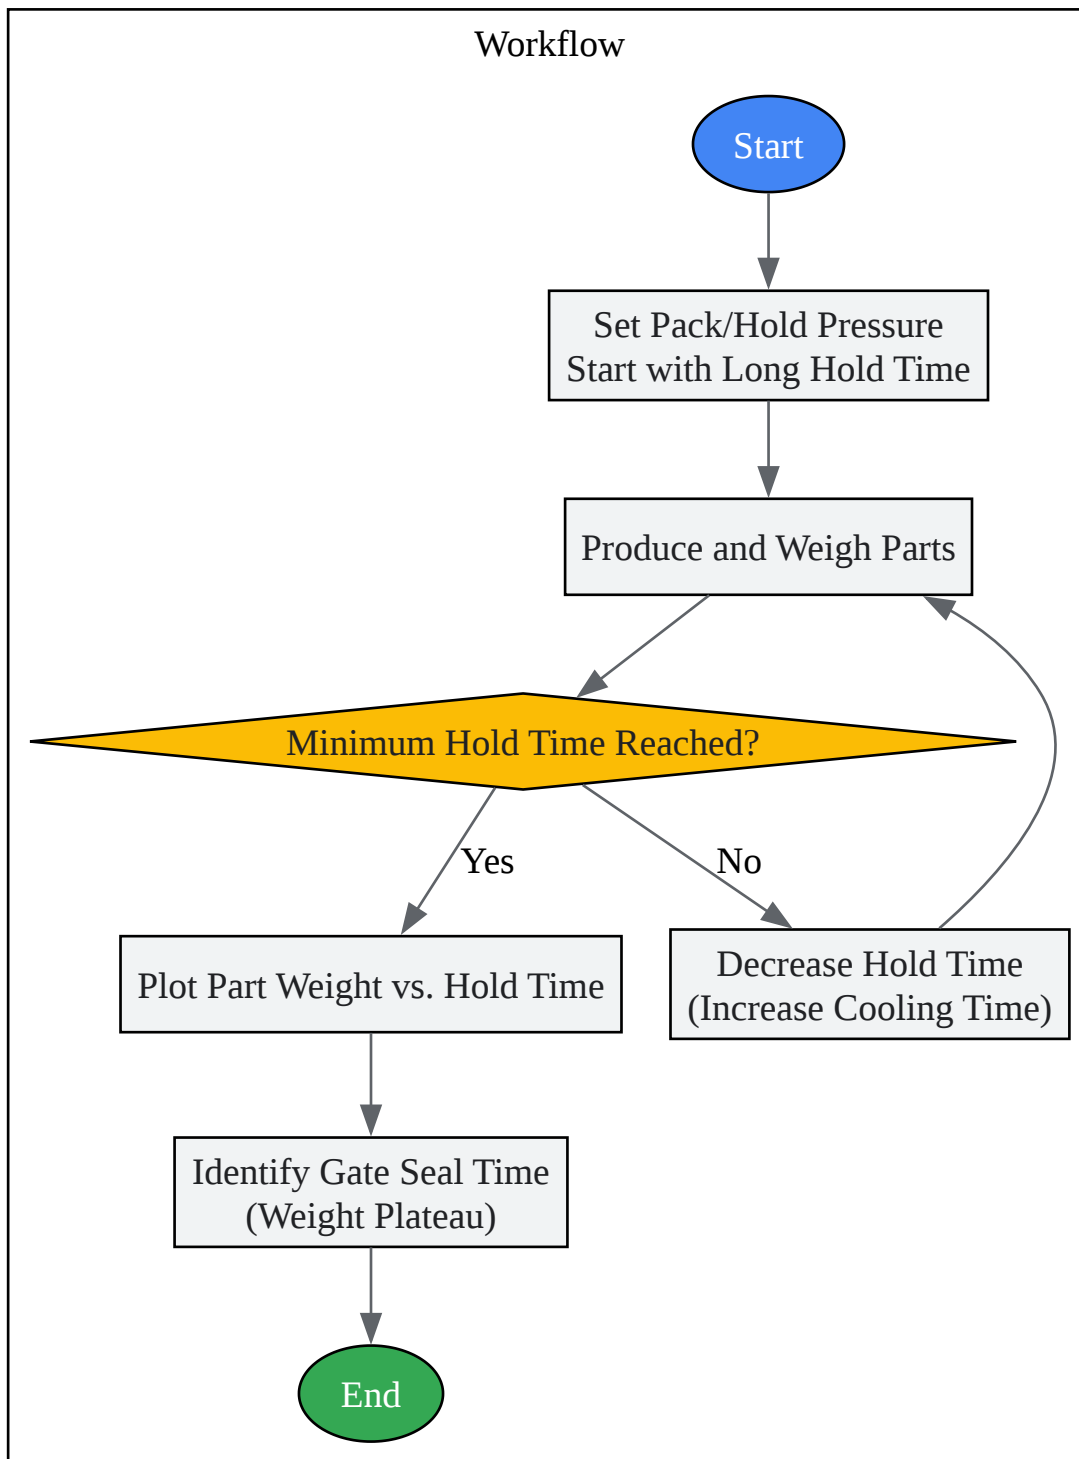 Workflow
Start
Set Pack/Hold Pressure
Start with Long Hold Time
Produce and Weigh Parts
Minimum Hold Time Reached?
Yes
No
Plot Part Weight vs. Hold Time
Decrease Hold Time
(Increase Cooling Time)
Identify Gate Seal Time
(Weight Plateau)
End